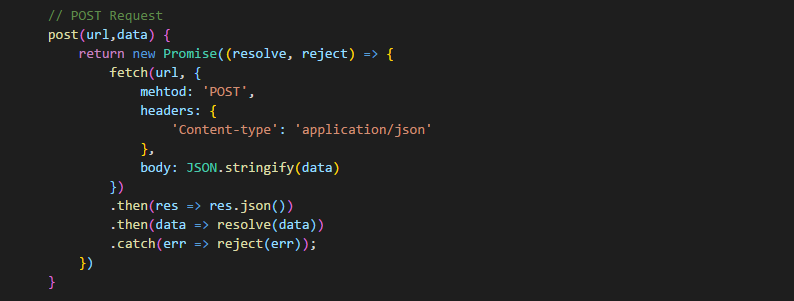 // POST Request
post(url,data) {
return new Promise((resolve, reject) => {
fetch(url, {
mehtod: 'POST',
headers: {
'Content-type': 'application/json'
},
body: JSON.stringify(data)
})
.then(res => res.json())
.then(data => resolve(data))
.catch(err => reject(err));
})
}